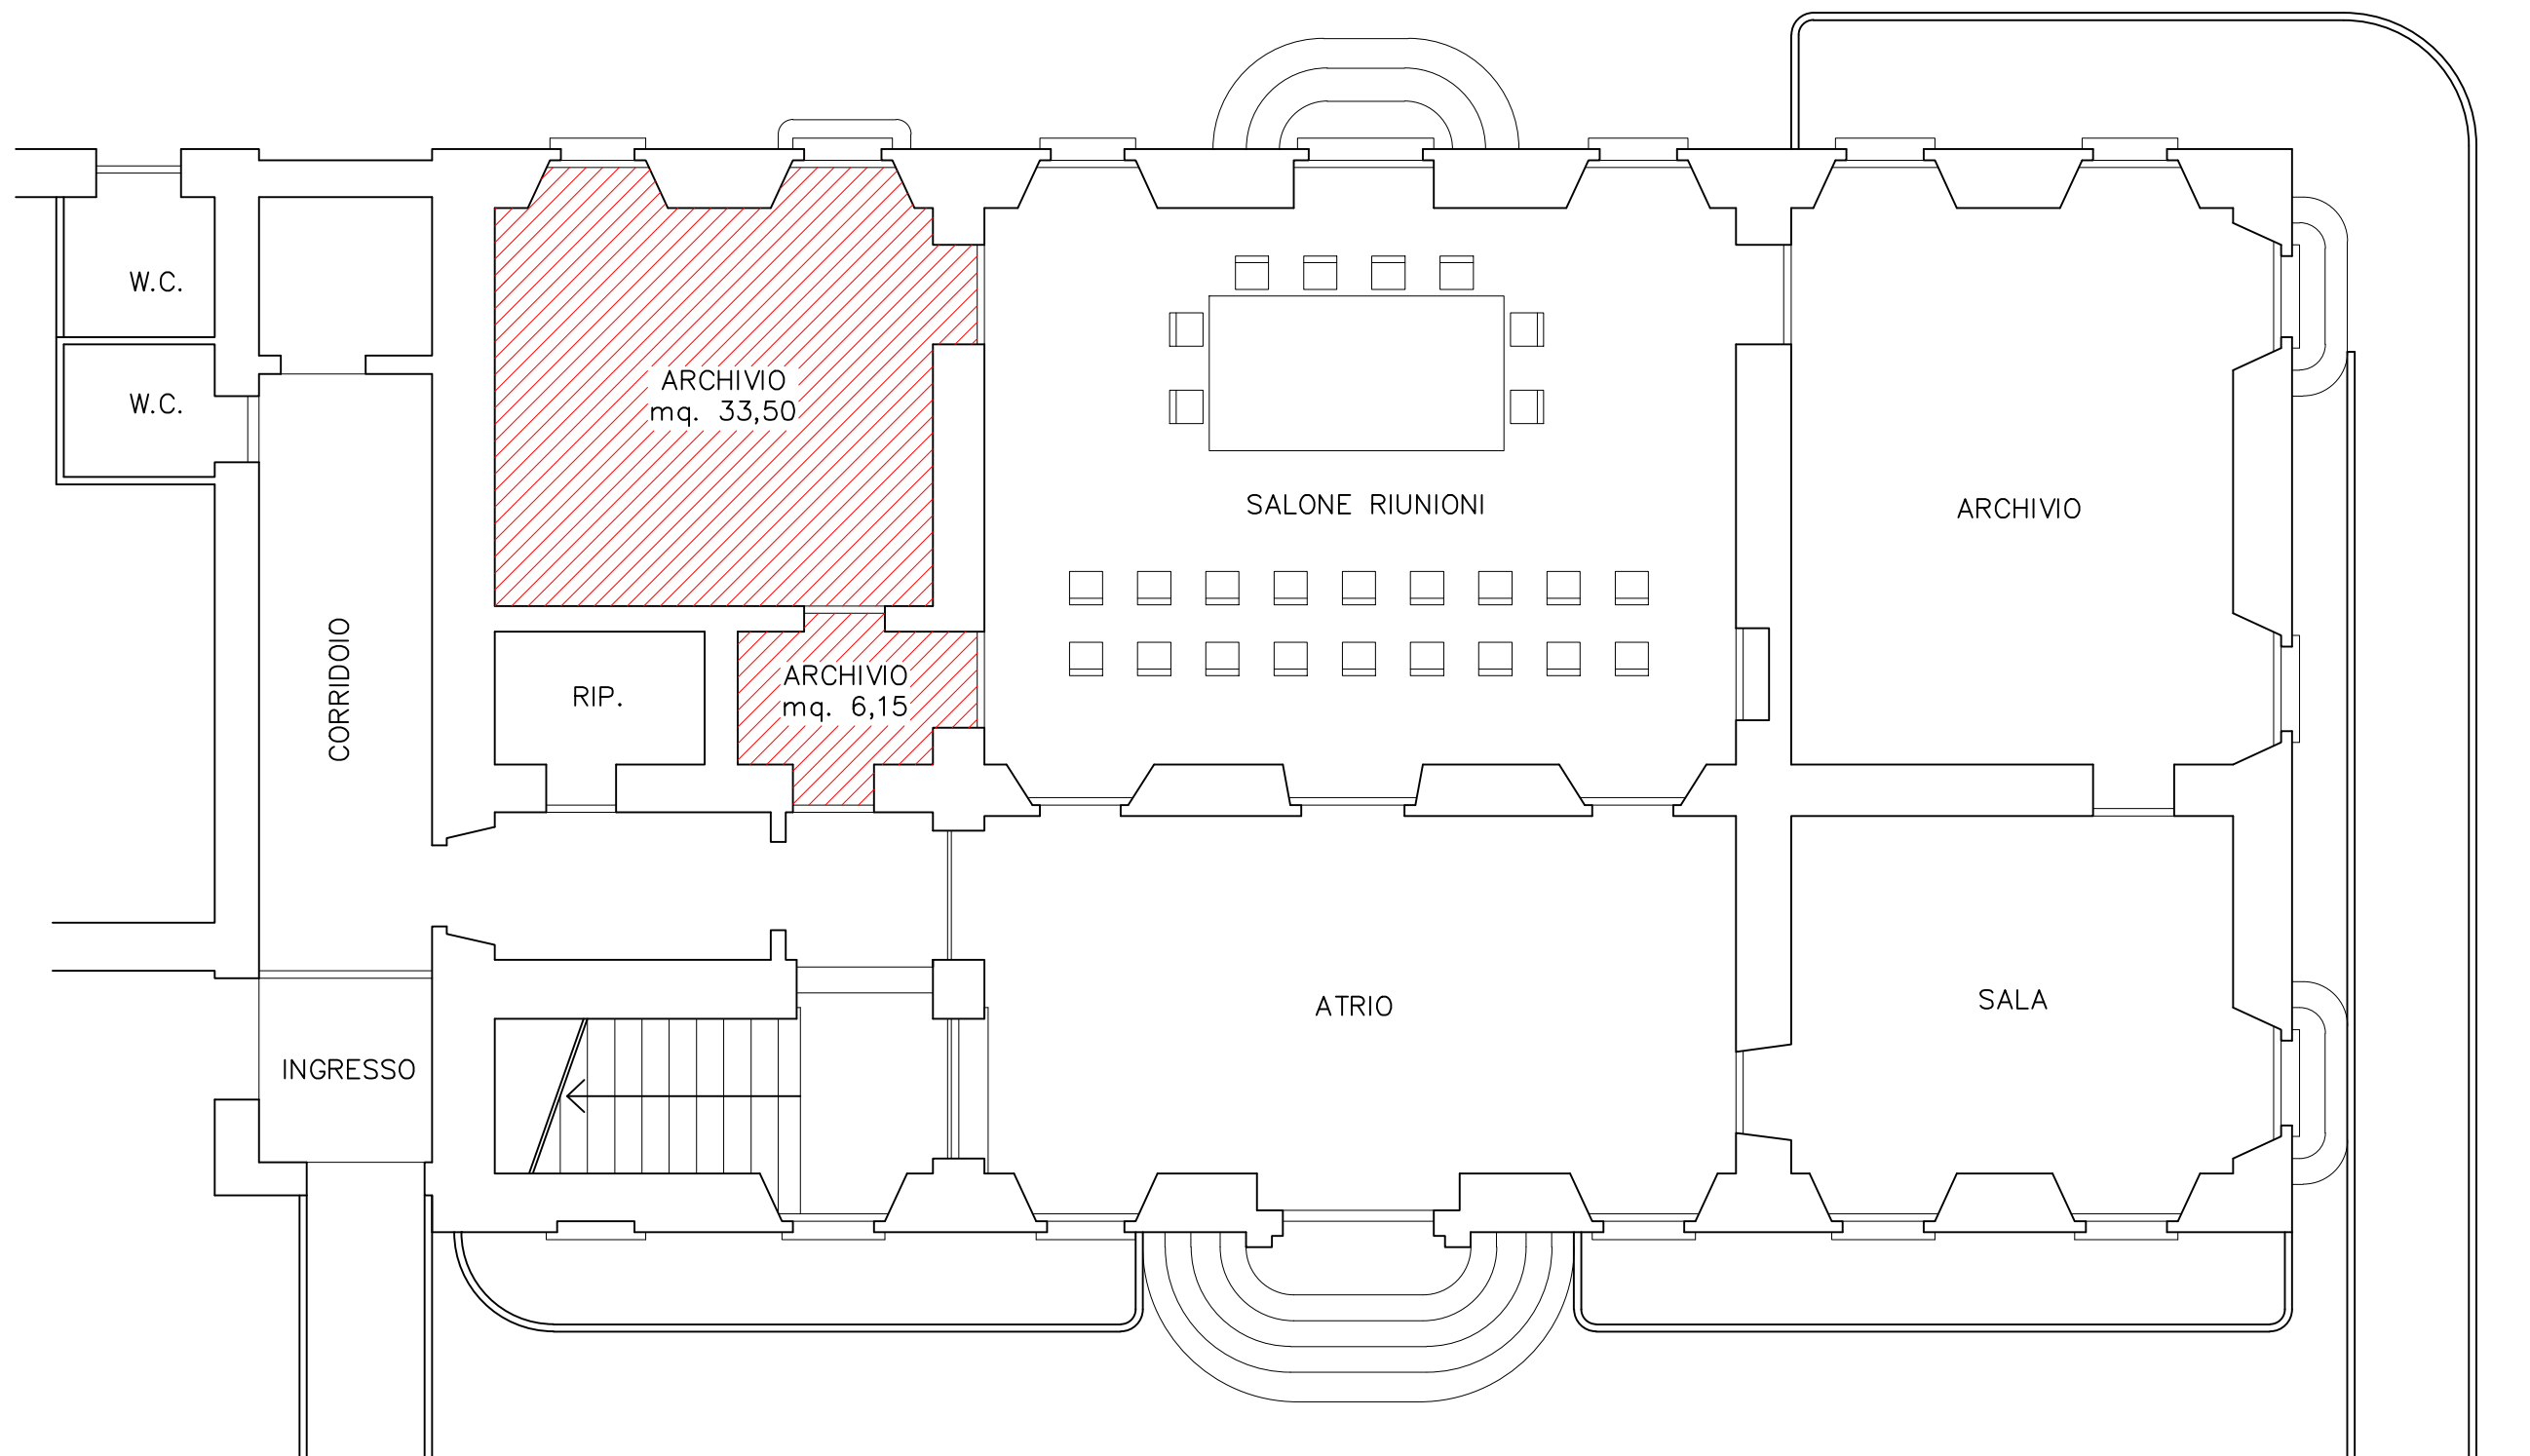 W.C.
W.C.
ARCHIVIO
mq. 33,50
SALONE RIUNIONI
ARCHIVIO
CORRIDOIO
RIP.
ARCHIVIO
mq. 6,15
INGRESSO
ATRIO
SALA